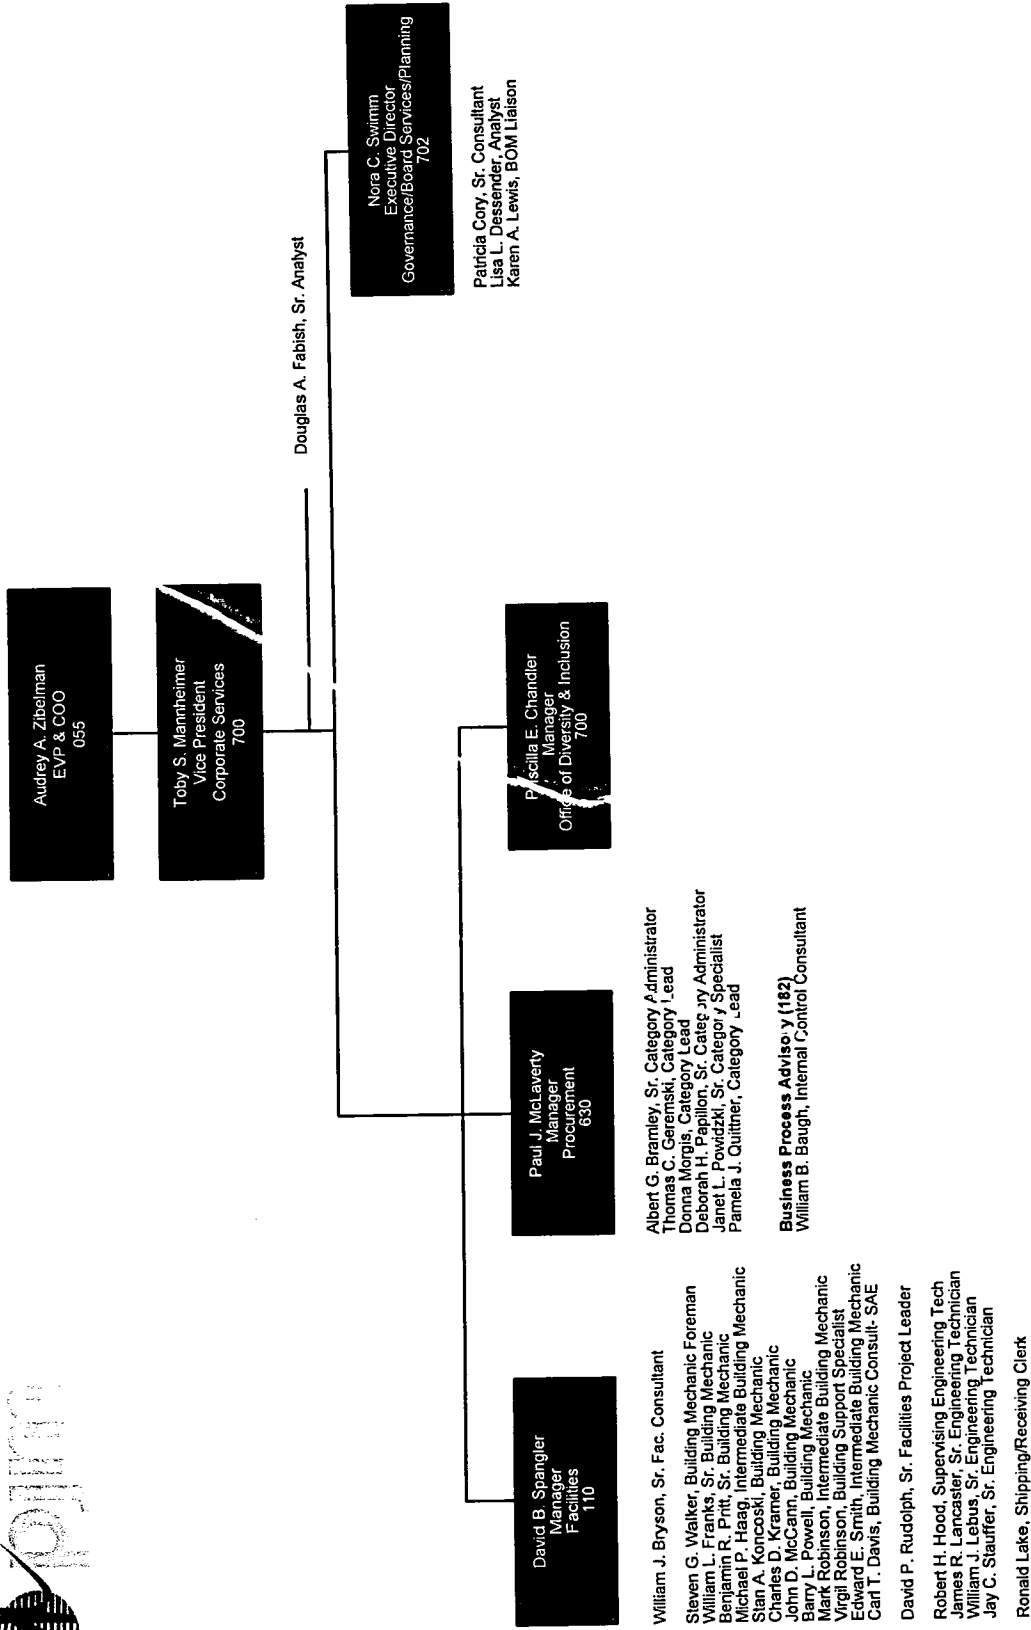 Audrey A. Zibelman
EVP & COO
055
Toby S. Mannheimer
Vice President
Corporate Services
700
Douglas A. Fabish, Sr. Analyst
Nora C. Swimm
Executive Director
Governance/Board Services/Planning
702
Patricia Cory, Sr. Consultant
Lisa L. Dessender, Analyst
Karen A. Lewis, BOM Liaison
David B. Spangler
Manager
Facilities
110
William J. Bryson, Sr. Fac. Consultant
Steven G. Walker, Building Mechanic Foreman
William L. Franks, Sr. Building Mechanic
Benjamin R. Pritt, Sr. Building Mechanic
Michael P. Haag, Intermediate Building Mechanic
Stan A. Koncoski, Building Mechanic
Charles D. Kramer, Building Mechanic
John D. McCann, Building Mechanic
Barry L. Powell, Building Mechanic
Mark Robinson, Intermediate Building Mechanic
Virgil Robinson, Building Support Specialist
Edward E. Smith, Intermediate Building Mechanic
Carl T. Davis, Building Mechanic Consult- SAE
David P. Rudolph, Sr. Facilities Project Leader
Robert H. Hood, Supervising Engineering Tech
James R. Lancaster, Sr. Engineering Technician
William J. Lebus, Sr. Engineering Technician
Jay C. Stauffer, Sr. Engineering Technician
Ronald Lake, Shipping/Receiving Clerk
Paul J. McLaverty
Manager
Procurement
630
Albert G. Bramley, Sr. Category Administrator
Thomas C. Geremski, Category Lead
Donna Morgis, Category Lead
Deborah H. Papillon, Sr. Category Administrator
Janet L. Powidzki, Sr. Category Specialist
Pamela J. Quittner, Category Lead
Business Process Advisory (182)
William B. Baugh, Internal Control Consultant
Priscilla E. Chandler
Manager
Office of Diversity & Inclusion
700